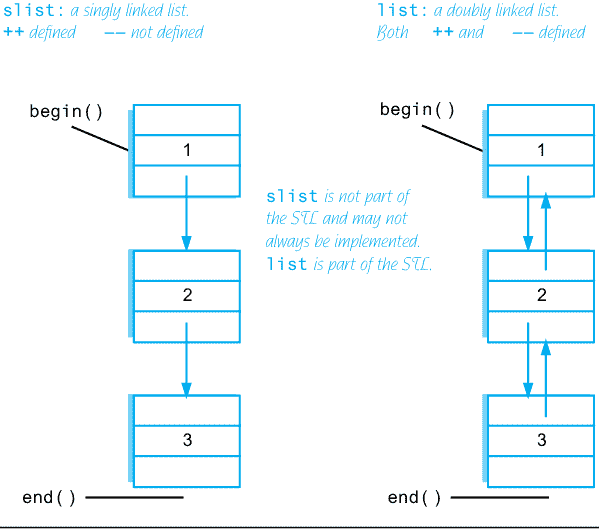 slist: a singly linked list.
++ defined -- not defined
list: a doubly linked list.
Both ++ and -- defined
begin()
1
2
3
end()
slist is not part of
the STL and may not
always be implemented.
list is part of the STL.
begin()
1
2
3
end()